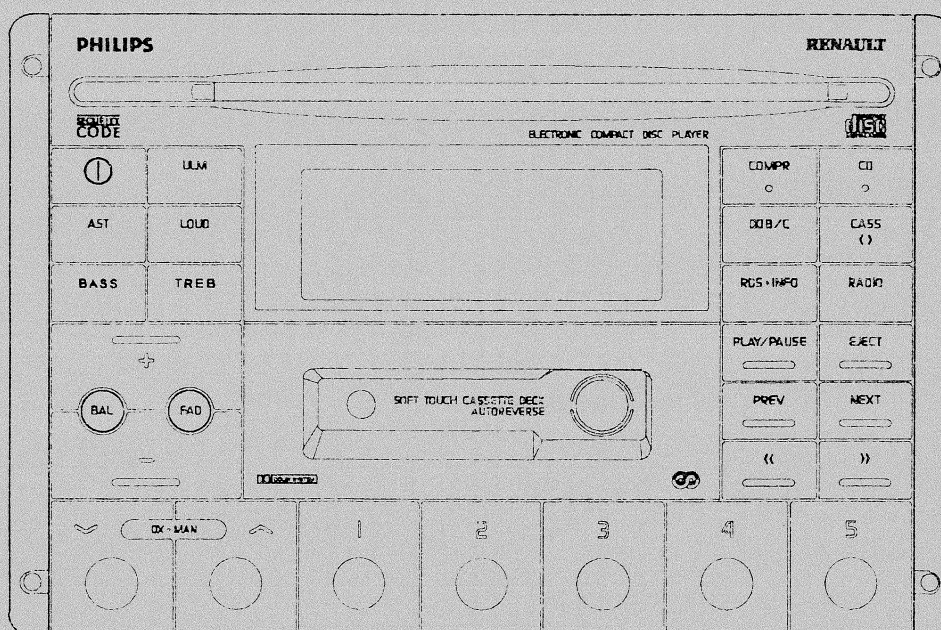 PHILIPS
RENAULT
SECURITY
CODE
ELECTRONIC COMPACT DISC PLAYER
disc
ULM
COMPR
CD
AST
LOUD
DOB/C
CASS
<>
BASS
TREB
RDS·INFO
RADIO
+
PLAY/PAUSE
EJECT
BAL
FAD
SOFT TOUCH CASSETTE DECK
AUTOREVERSE
PREV
NEXT
-
<<
>>
DX-MAN
1
2
3
4
5